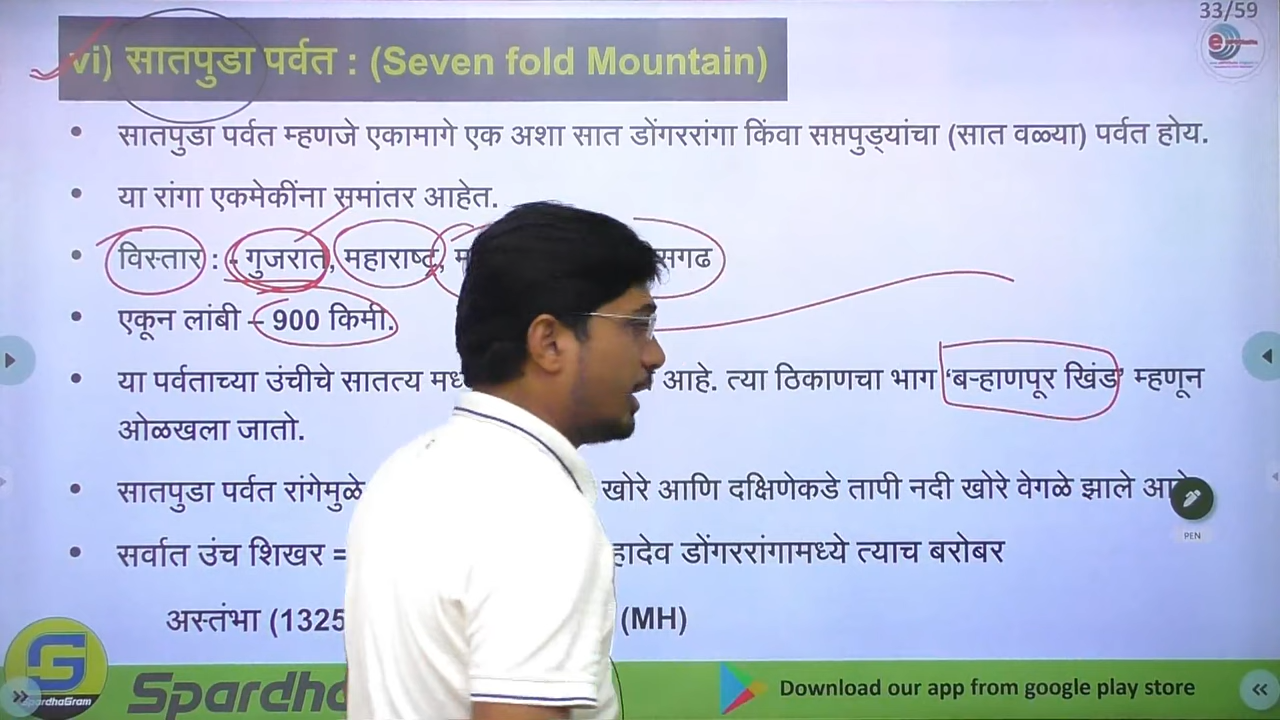 33/59
vi) सातपुडा पर्वत : (Seven fold Mountain)
• सातपुडा पर्वत म्हणजे एकामागे एक अशा सात डोंगररांगा किंवा सप्तपुड्यांचा (सात वळ्या) पर्वत होय.
• या रांगा एकमेकींना समांतर आहेत.
• विस्तार : - गुजरात, महाराष्ट्र,
• एकून लांबी – 900 किमी.
• या पर्वताच्या उंचीचे सातत्य आहे. त्या ठिकाणचा भाग 'बऱ्हाणपूर खिंड' म्हणून
ओळखला जातो.
• सातपुडा पर्वत रांगेमुळे खोरे आणि दक्षिणेकडे तापी नदी खोरे वेगळे झाले
PEN
• सर्वात उंच शिखर = डोंगररांगामध्ये त्याच बरोबर
अस्तंभा (1325 (MH)
SpardhaGram
Spardha
Download our app from google play store